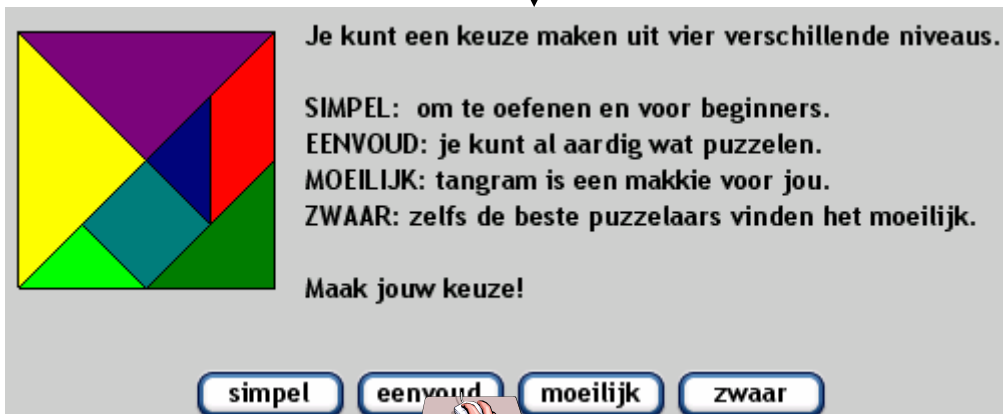 Je kunt een keuze maken uit vier verschillende niveaus.
SIMPEL: om te oefenen en voor beginners.
EENVOUD: je kunt al aardig wat puzzelen.
MOEILIJK: tangram is een makkie voor jou.
ZWAAR: zelfs de beste puzzelaars vinden het moeilijk.
Maak jouw keuze!
simpel eenvoud moeilijk zwaar